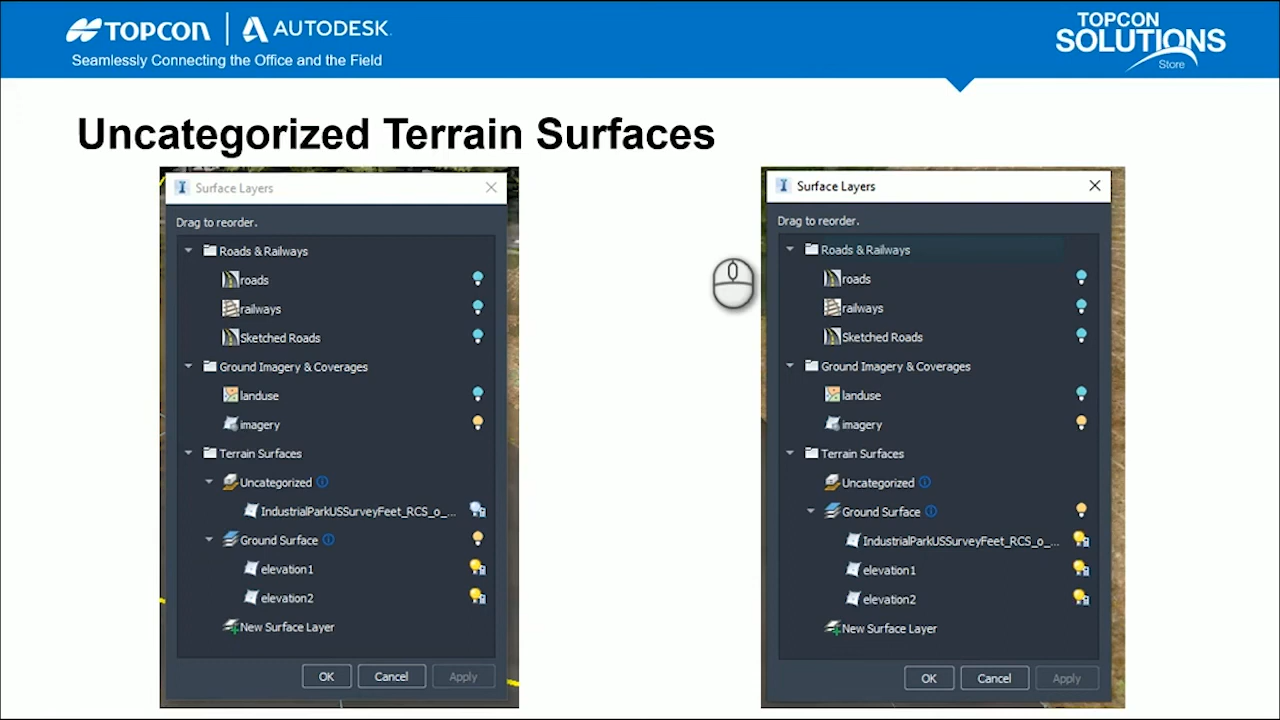 TOPCON | AUTODESK
Seamlessly Connecting the Office and the Field
TOPCON
SOLUTIONS
Store
Uncategorized Terrain Surfaces
Surface Layers
Drag to reorder.
Roads & Railways
roads
railways
Sketched Roads
Ground Imagery & Coverages
landuse
imagery
Terrain Surfaces
Uncategorized
IndustrialParkUSSurveyFeet_RCS_o_...
Ground Surface
elevation1
elevation2
New Surface Layer
OK Cancel Apply
Surface Layers
Drag to reorder.
Roads & Railways
roads
railways
Sketched Roads
Ground Imagery & Coverages
landuse
imagery
Terrain Surfaces
Uncategorized
Ground Surface
IndustrialParkUSSurveyFeet_RCS_o_...
elevation1
elevation2
New Surface Layer
OK Cancel Apply